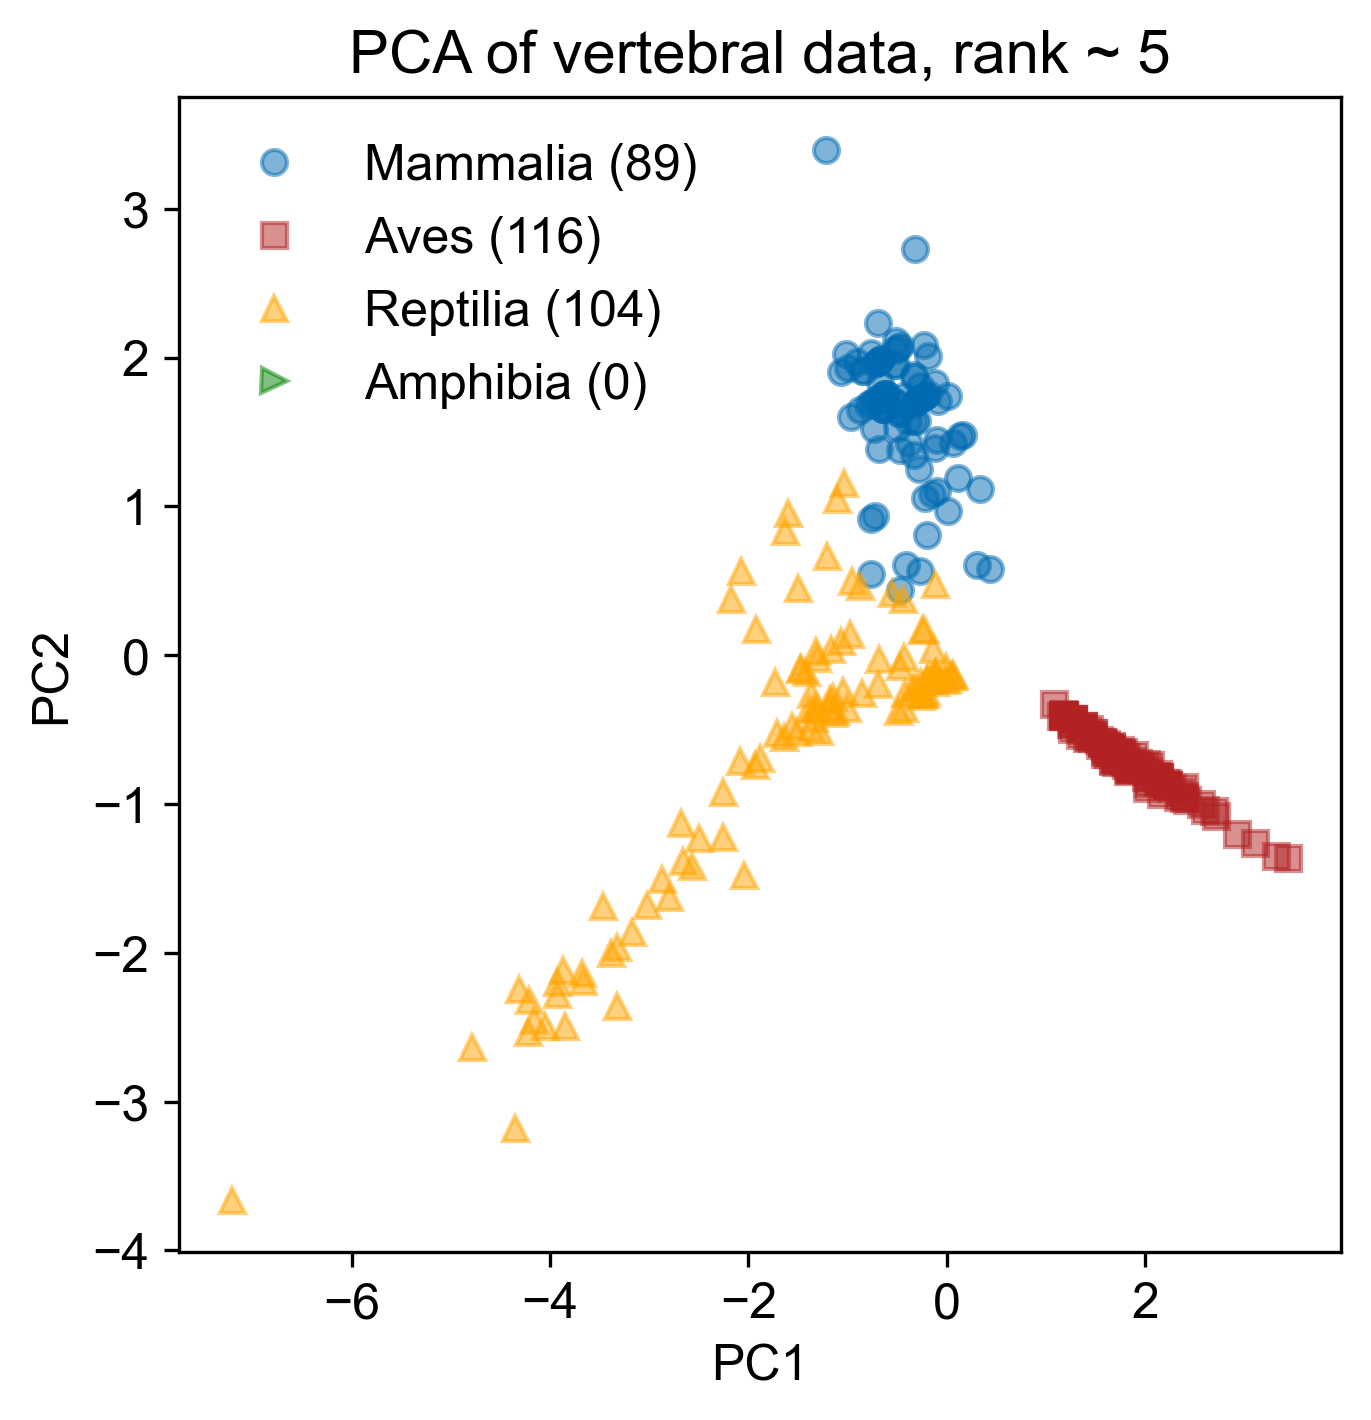 PCA of vertebral data, rank ~ 5
Mammalia (89)
Aves (116)
Reptilia (104)
Amphibia (0)
3
2
1
0
−1
−2
−3
−4
PC2
−6 −4 −2 0 2
PC1